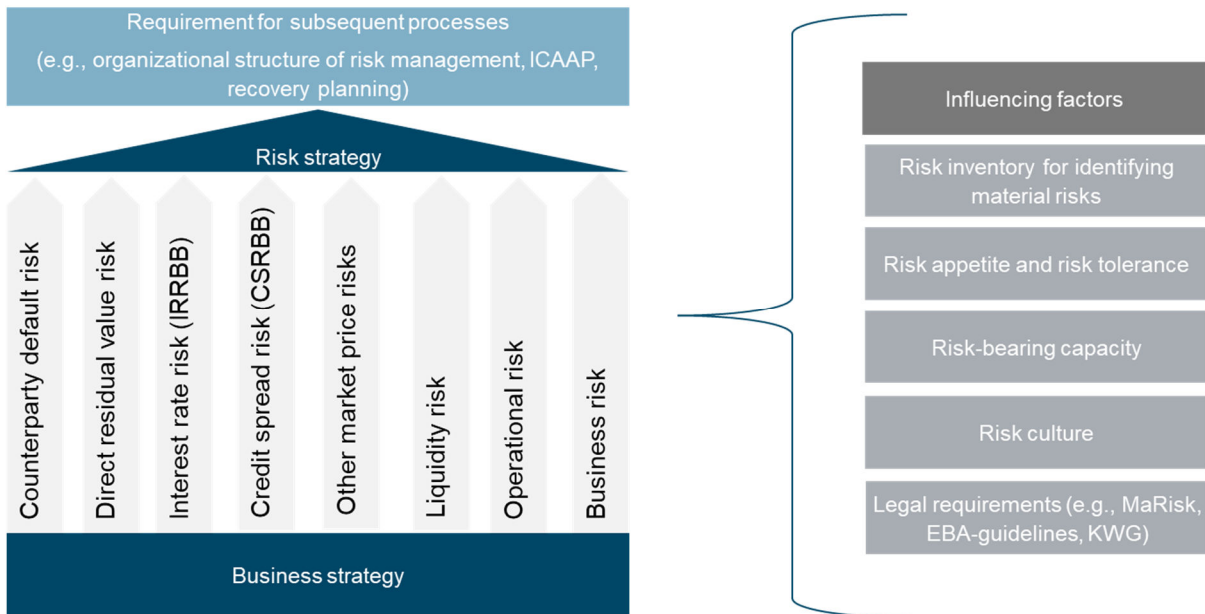 Requirement for subsequent processes
(e.g., organizational structure of risk management, ICAAP,
recovery planning)
Risk strategy
Counterparty default risk
Direct residual value risk
Interest rate risk (IRRBB)
Credit spread risk (CSRBB)
Other market price risks
Liquidity risk
Operational risk
Business risk
Business strategy
Influencing factors
Risk inventory for identifying
material risks
Risk appetite and risk tolerance
Risk-bearing capacity
Risk culture
Legal requirements (e.g., MaRisk,
EBA-guidelines, KWG)